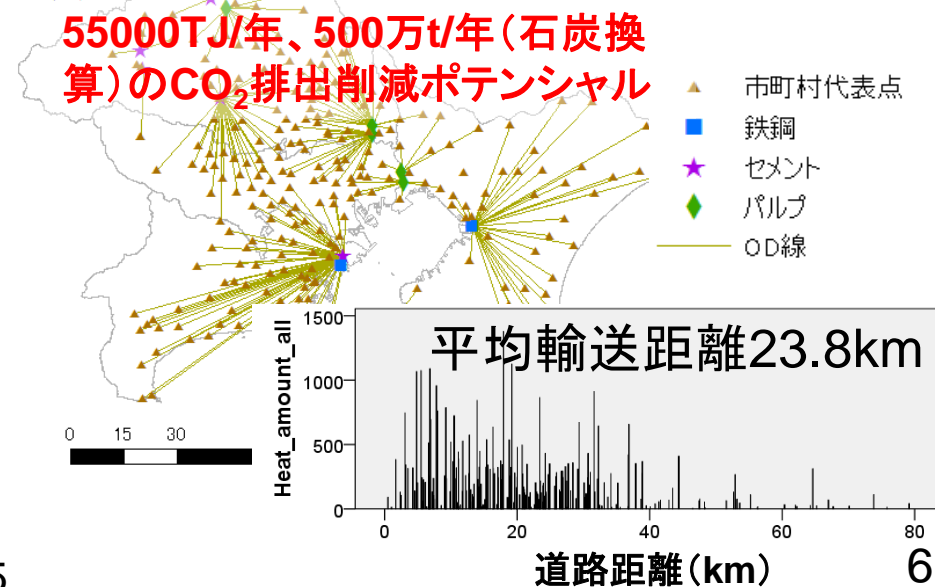 55000TJ/年、500万t/年（石炭換
算）のCO₂排出削減ポテンシャル
市町村代表点
鉄鋼
セメント
パルプ
OD線
0 15 30
平均輸送距離23.8km
Heat_amount_all
1500
1000
500
0
0 20 40 60 80
道路距離（km）
5
6